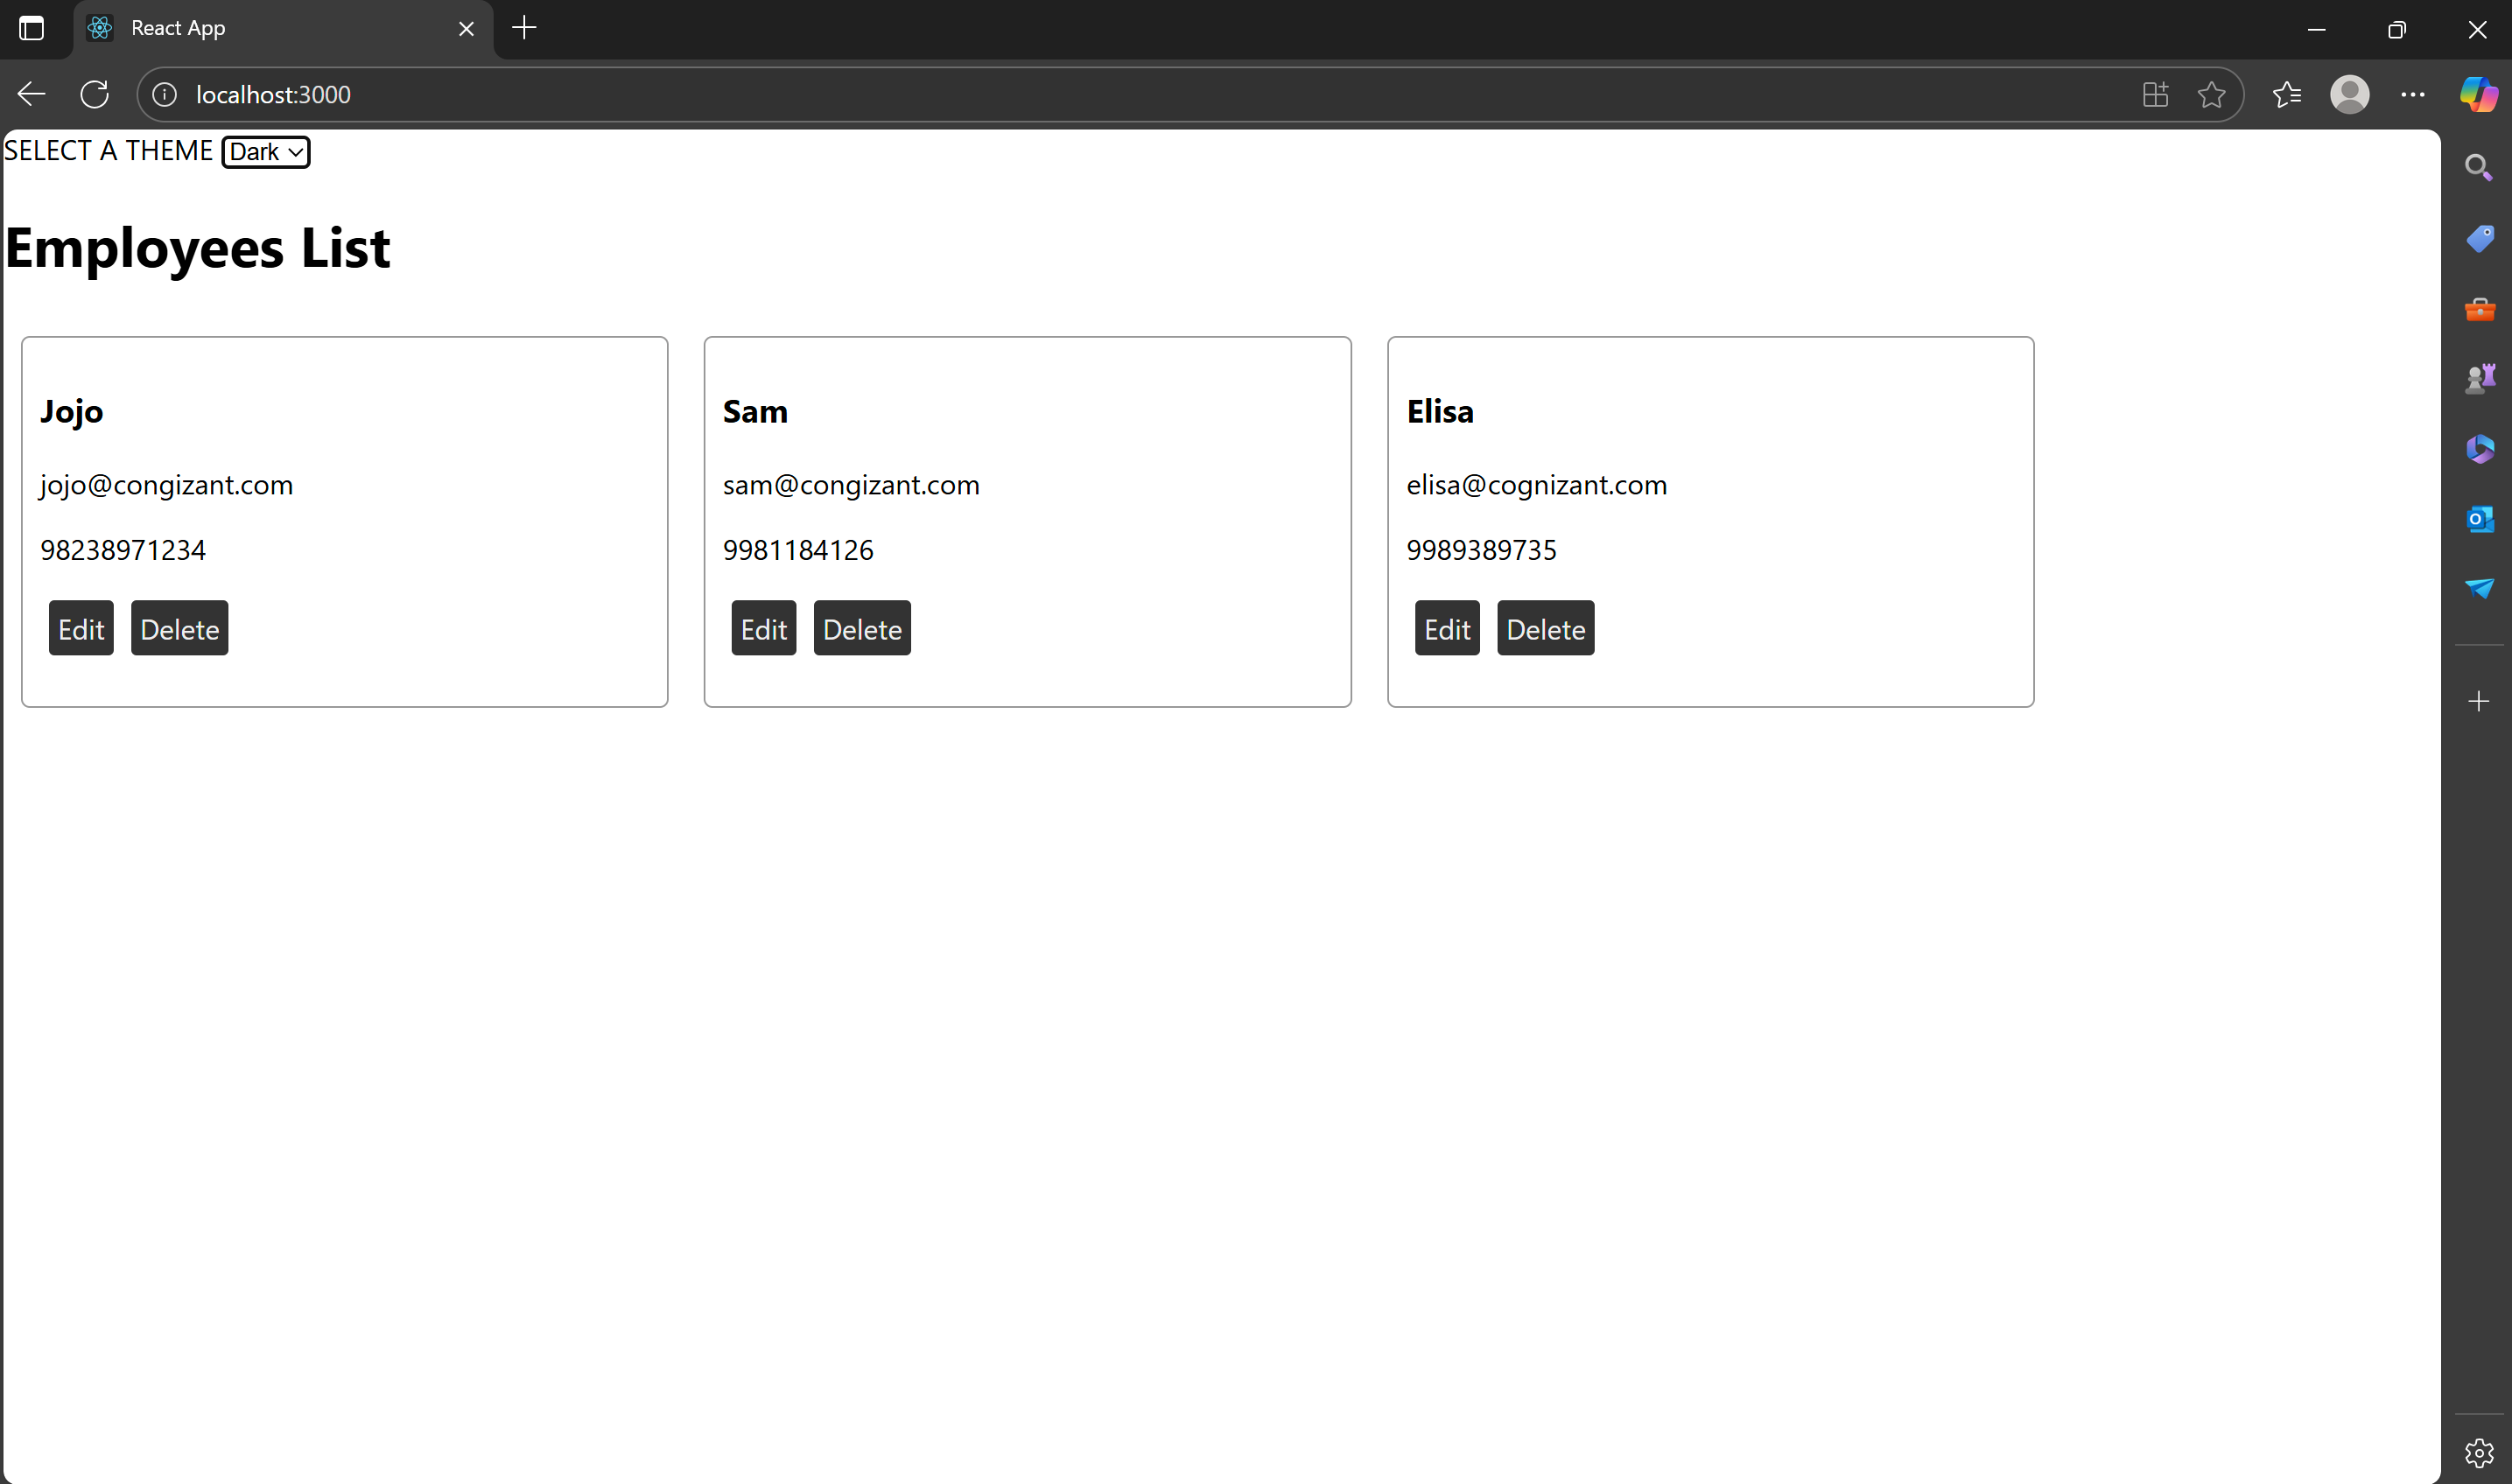 React App
localhost:3000
SELECT A THEME Dark
Employees List
Jojo
jojo@congizant.com
98238971234
Edit Delete
Sam
sam@congizant.com
9981184126
Edit Delete
Elisa
elisa@cognizant.com
9989389735
Edit Delete